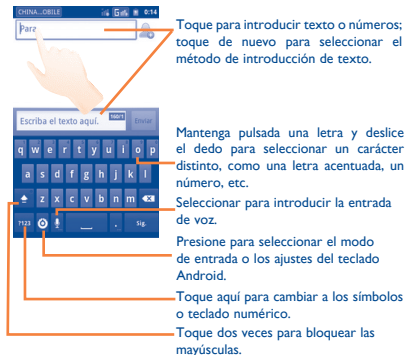 CHINA...OBILE 0:14
Para
Toque para introducir texto o números;
toque de nuevo para seleccionar el
método de introducción de texto.
Escriba el texto aquí. 160/1 Enviar
q w e r t y u i o p
a s d f g h j k l
z x c v b n m
?123 . Sig.
Mantenga pulsada una letra y deslice
el dedo para seleccionar un carácter
distinto, como una letra acentuada, un
número, etc.
Seleccionar para introducir la entrada
de voz.
Presione para seleccionar el modo
de entrada o los ajustes del teclado
Android.
Toque aquí para cambiar a los símbolos
o teclado numérico.
Toque dos veces para bloquear las
mayúsculas.